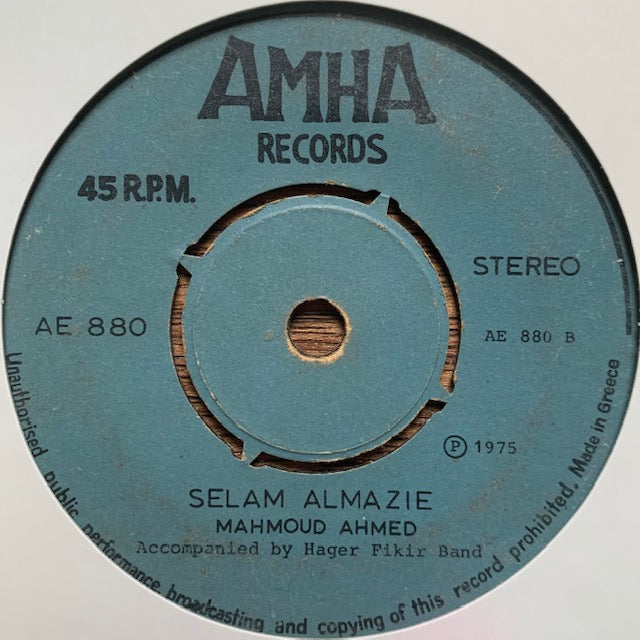 AMHA
RECORDS
45 R.P.M.
STEREO
AE 880
AE 880 B
Ⓟ 1975
SELAM ALMAZIE
MAHMOUD AHMED
Accompanied by Hager Fikir Band
Unauthorised public performance broadcasting and copying of this record prohibited. Made in Greece